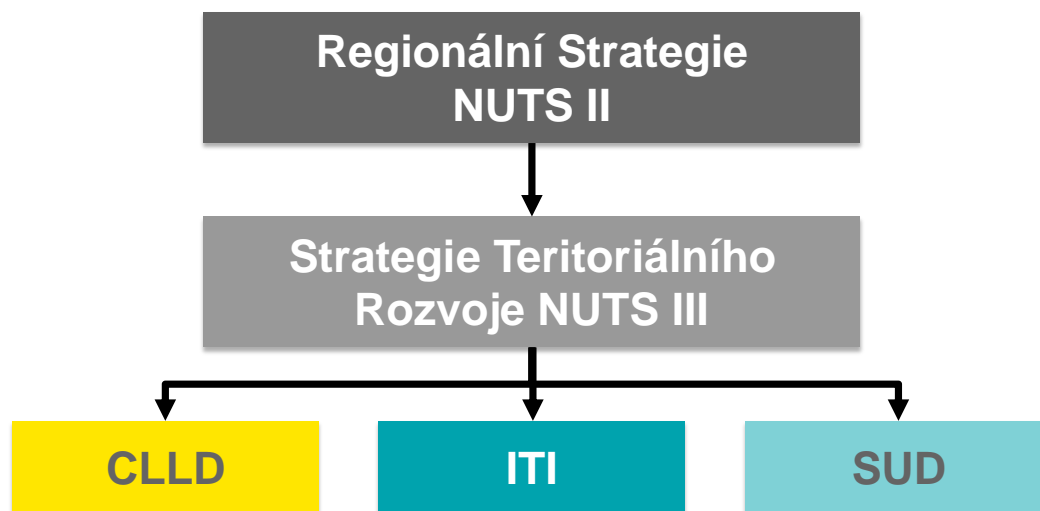 Regionální Strategie
NUTS II
Strategie Teritoriálního
Rozvoje NUTS III
CLLD
ITI
SUD